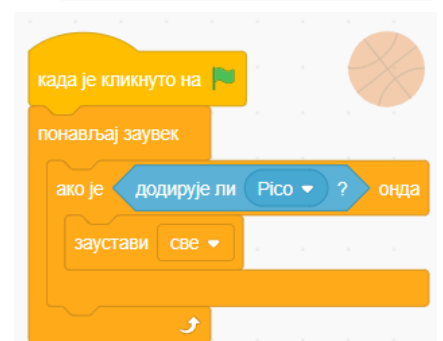 када је кликнуто на
понављај заувек
ако је додирује ли Pico ? онда
заустави све